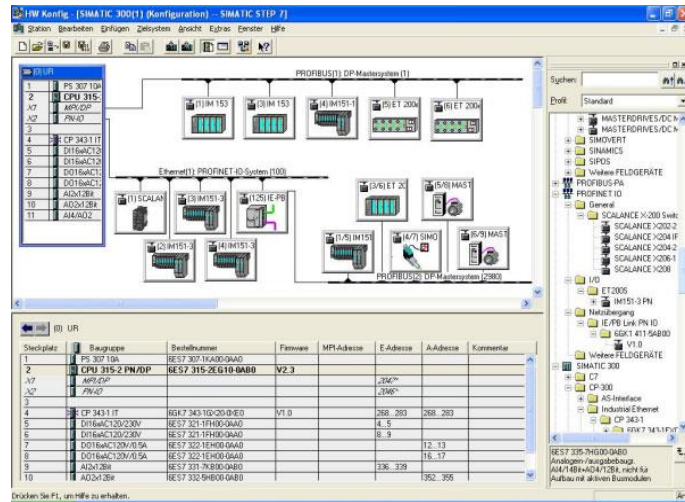 HW Konfig - [SIMATIC 300(1) (Konfiguration) -- SIMATIC STEP 7]
Station Bearbeiten Einfügen Zielsystem Ansicht Extras Fenster Hilfe
(0) UR
1 PS 307 10A
2 CPU 315-
X1 MPI/DP
X2 PN-IO
3
4 CP 343-1 IT
5 DI16xAC120
6 DI16xAC120
7 DO16xAC1
8 DO16xAC1
9 AI2x12Bit
10 AO2x12Bit
11 AI4/AO2
PROFIBUS(1): DP-Mastersystem (1)
(1) IM 153
(3) IM 153
(4) IM151-1
(5) ET 200
(6) ET 200
Ethernet(1): PROFINET-IO-System (100)
(1) SCALAN
(3) IM151-3
(125) IE-PB
(2) IM151-3
(4) IM151-3
(3/6) ET 20
(5/8) MAST
(1/5) IM151
(4/7) SIMO
(6/9) MAST
PROFIBUS(2): DP-Mastersystem (2980)
Suchen:
Profil: Standard
MASTERDRIVES/DC M
MASTERDRIVES/DC M
SIMOVERT
SINAMICS
SIPOS
Weitere FELDGERÄTE
PROFIBUS-PA
PROFINET IO
General
SCALANCE X-200 Switc
SCALANCE X202-2
SCALANCE X204 IF
SCALANCE X204-2
SCALANCE X206-1
SCALANCE X208
I/O
ET200S
IM151-3 PN
Netzübergang
IE/PB Link PN IO
6GK1 411-5AB00
V1.0
Weitere FELDGERÄTE
SIMATIC 300
C7
CP-300
AS-Interface
Industrial Ethernet
CP 343-1
6GK7 343-1EX
(0) UR
Steckplatz Baugruppe Bestellnummer Firmware MPI-Adresse E-Adresse A-Adresse Kommentar
1 PS 307 10A 6ES7 307-1KA00-0AA0
2 CPU 315-2 PN/DP 6ES7 315-2EG10-0AB0 V2.3
X1 MPI/DP 2047*
X2 PN-IO 2046*
3
4 CP 343-1 IT 6GK7 343-1GX20-0XE0 V1.0 268...283 268...283
5 DI16xAC120/230V 6ES7 321-1FH00-0AA0 4...5
6 DI16xAC120/230V 6ES7 321-1FH00-0AA0 8...9
7 DO16xAC120V/0.5A 6ES7 322-1EH00-0AA0 12...13
8 DO16xAC120V/0.5A 6ES7 322-1EH00-0AA0 16...17
9 AI2x12Bit 6ES7 331-7KB00-0AB0 336...339
10 AO2x12Bit 6ES7 332-5HB00-0AB0 352...355
6ES7 335-7HG00-0AB0
Analogein-/ausgabebaugr.
AI4/14Bit+AO4/12Bit, nicht für
Aufbau mit aktiven Busmodulen
Drücken Sie F1, um Hilfe zu erhalten.